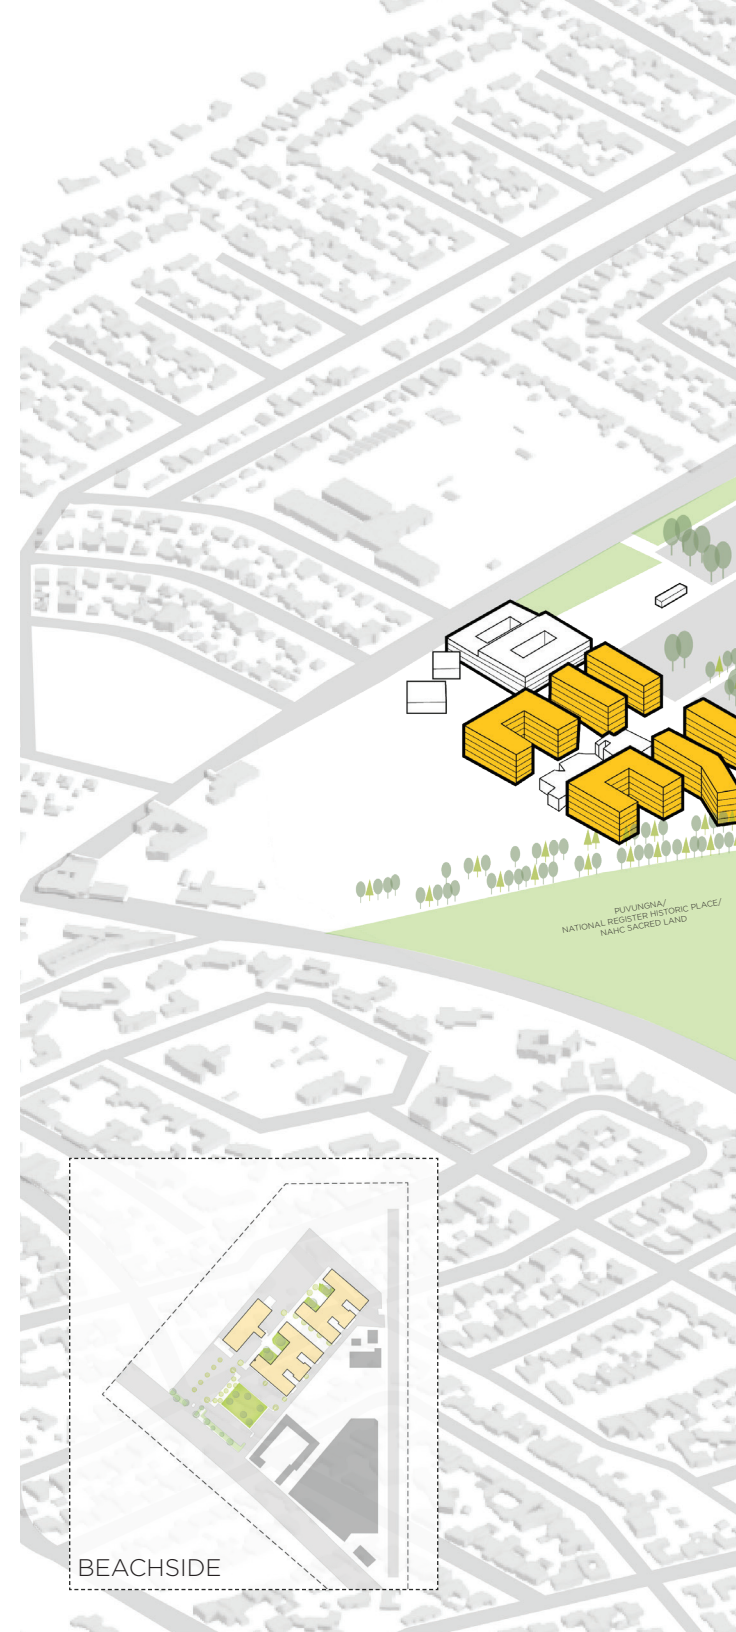 PUVUNGNA/
NATIONAL REGISTER HISTORIC PLACE/
NAHC SACRED LAND
BEACHSIDE